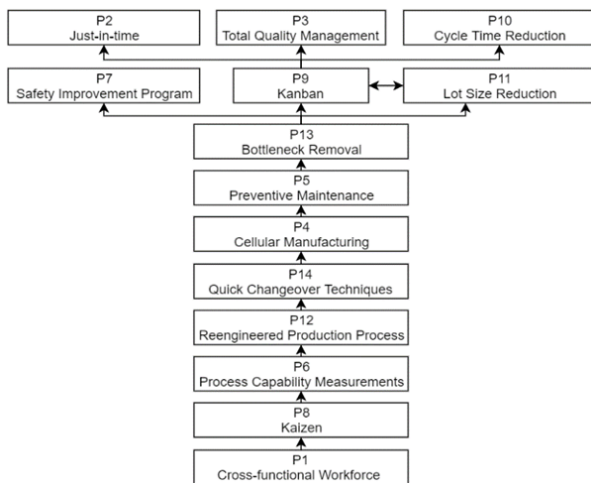 P2
Just-in-time
P3
Total Quality Management
P10
Cycle Time Reduction
P7
Safety Improvement Program
P9
Kanban
P11
Lot Size Reduction
P13
Bottleneck Removal
P5
Preventive Maintenance
P4
Cellular Manufacturing
P14
Quick Changeover Techniques
P12
Reengineered Production Process
P6
Process Capability Measurements
P8
Kaizen
P1
Cross-functional Workforce